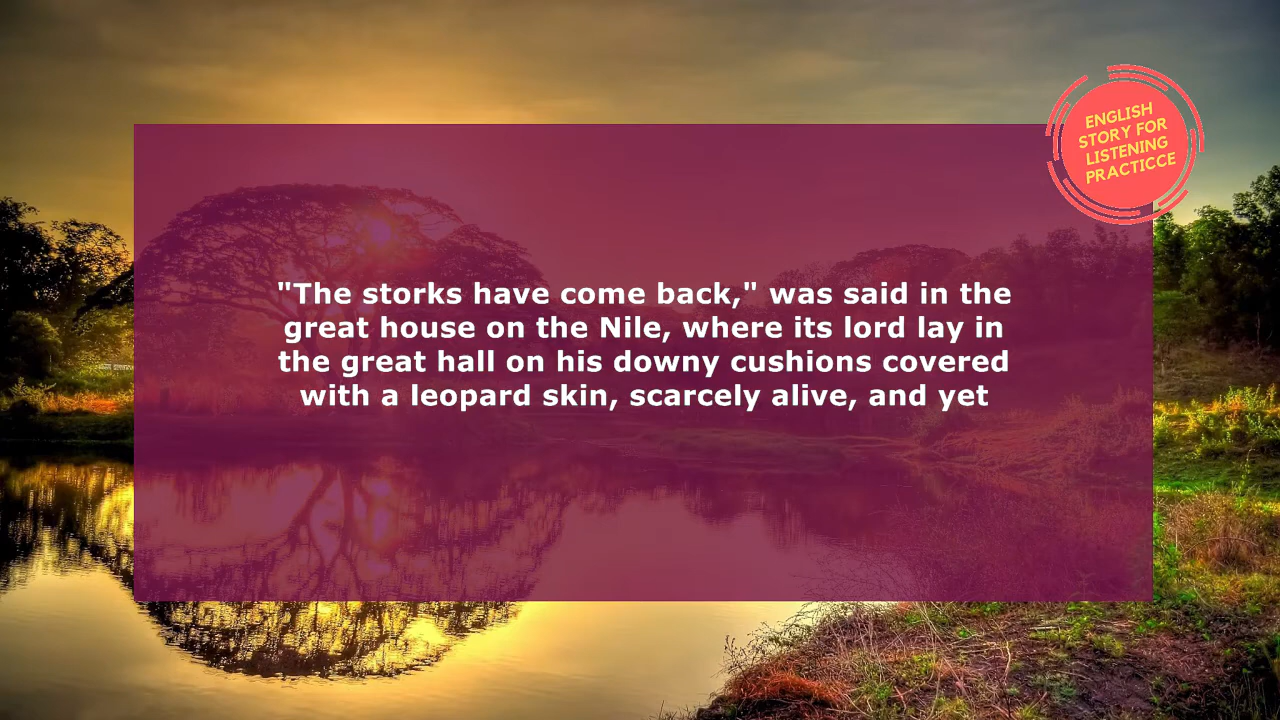 ENGLISH
STORY FOR
LISTENING
PRACTICCE
"The storks have come back," was said in the
great house on the Nile, where its lord lay in
the great hall on his downy cushions covered
with a leopard skin, scarcely alive, and yet